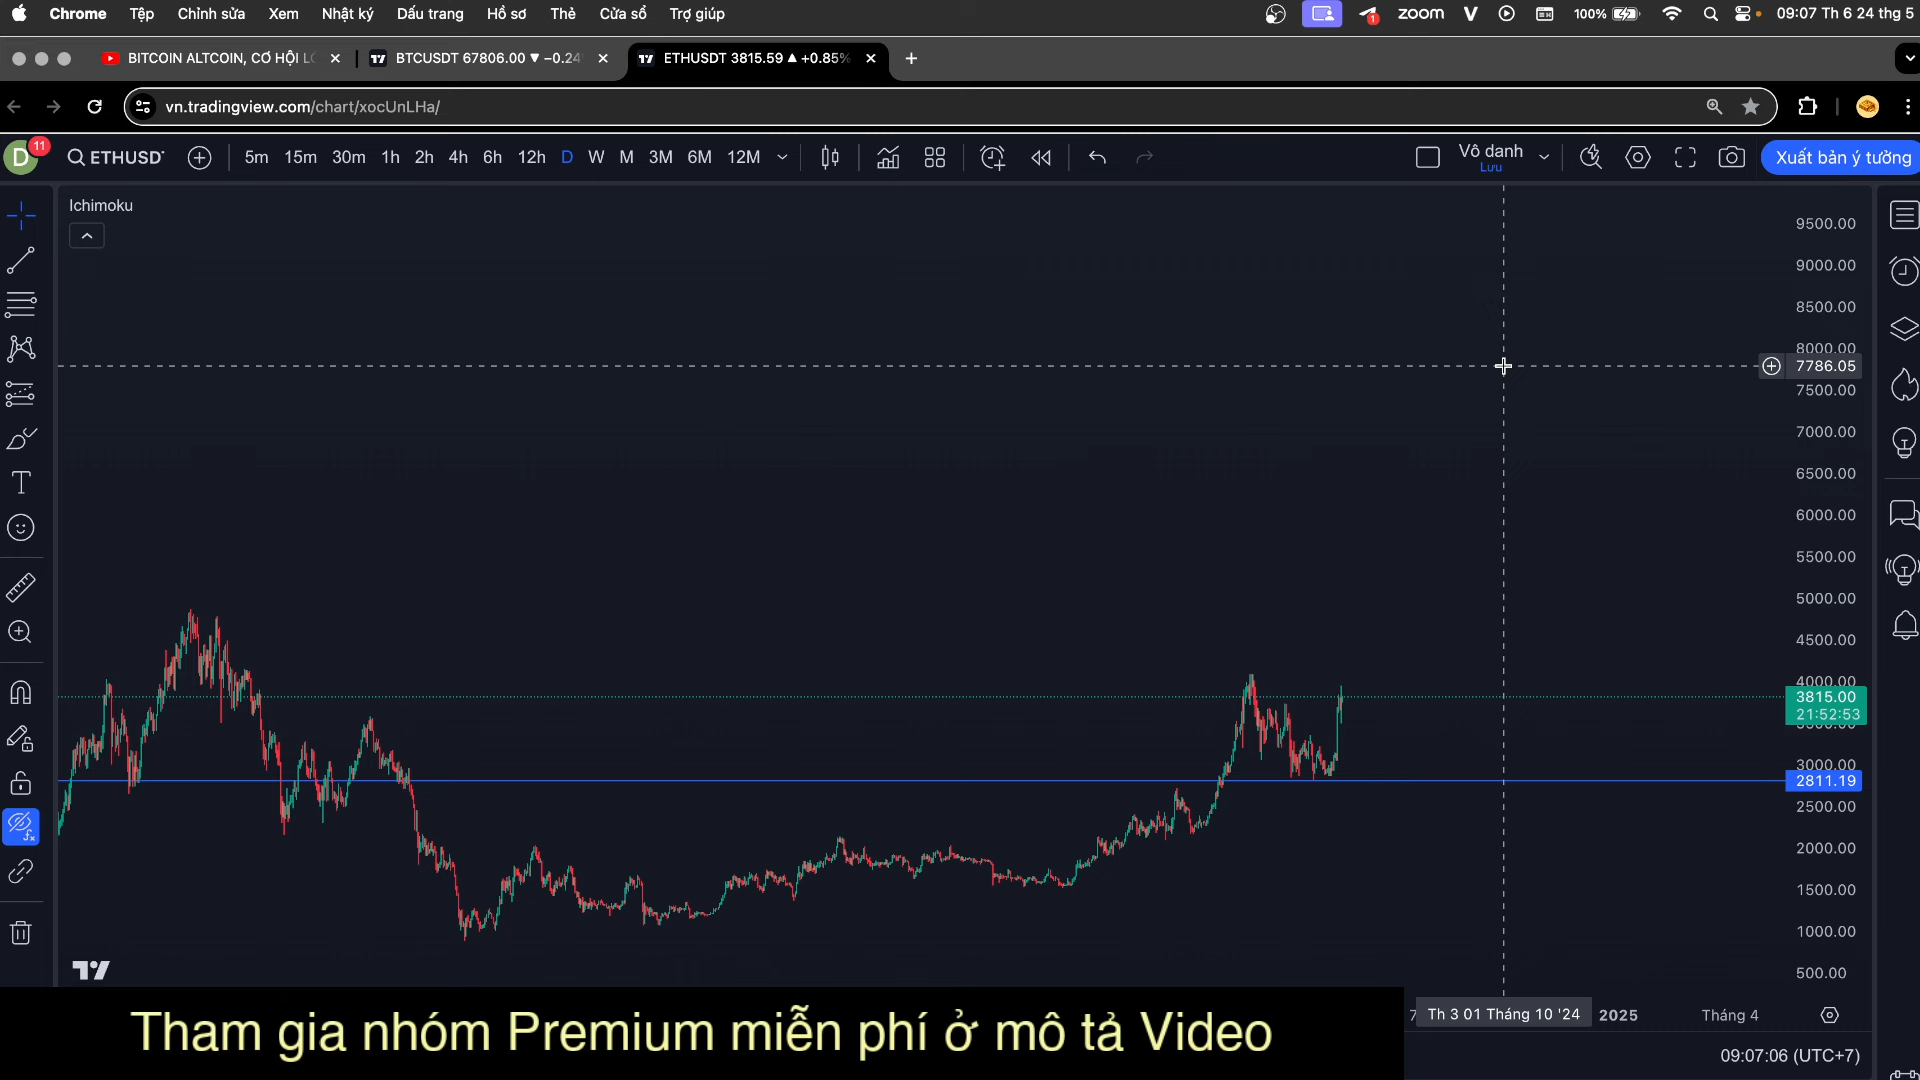 Chrome Tệp Chỉnh sửa Xem Nhật ký Dấu trang Hồ sơ Thẻ Cửa sổ Trợ giúp 1 zoom V 100% 09:07 Th 6 24 thg 5
BITCOIN ALTCOIN, CƠ HỘI LỚ BTCUSDT 67806.00 ▼ −0.24 ETHUSDT 3815.59 ▲ +0.85%
vn.tradingview.com/chart/xocUnLHa/
D 11 ETHUSD 5m 15m 30m 1h 2h 4h 6h 12h D W M 3M 6M 12M Vô danh Lưu Xuất bản ý tưởng
Ichimoku
9500.00
9000.00
8500.00
8000.00
7786.05
7500.00
7000.00
6500.00
6000.00
5500.00
5000.00
4500.00
4000.00
3815.00
21:52:53
3000.00
2811.19
2500.00
2000.00
1500.00
1000.00
500.00
7 Th 3 01 Tháng 10 '24 2025 Tháng 4
Tham gia nhóm Premium miễn phí ở mô tả Video
09:07:06 (UTC+7)